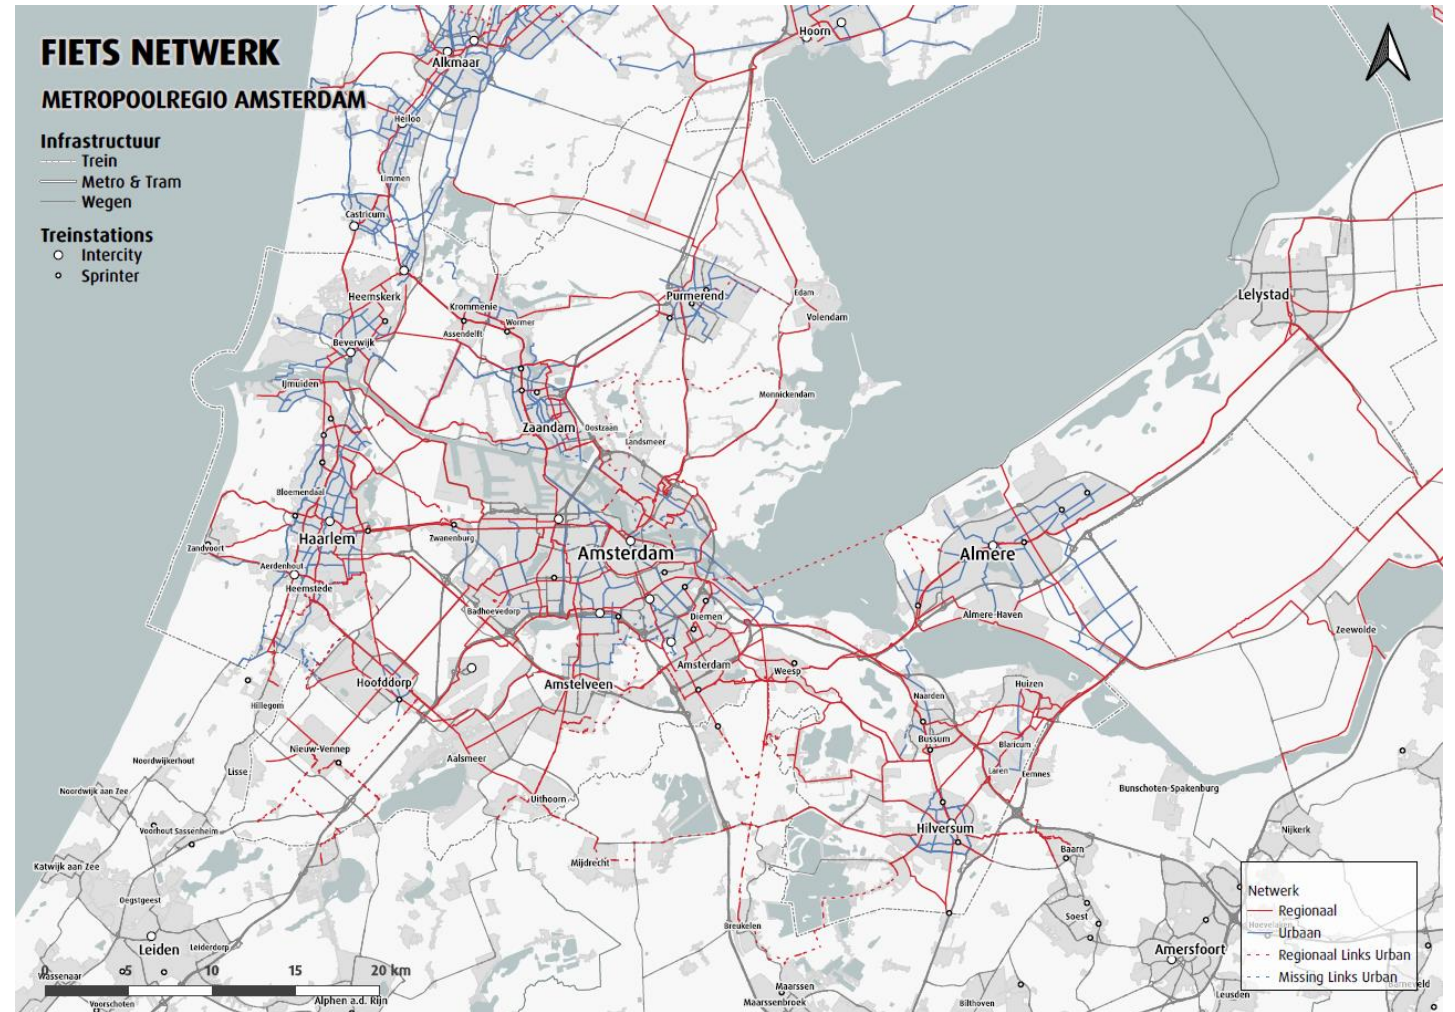 FIETS NETWERK
METROPOOLREGIO AMSTERDAM
Infrastructuur
Trein
Metro & Tram
Wegen
Treinstations
Intercity
Sprinter
Hoorn
Alkmaar
Heiloo
Limmen
Castricum
Heemskerk
Krommenie
Wormer
Assendelft
Purmerend
Edam
Volendam
Lelystad
Beverwijk
Ijmuiden
Monnickendam
Zaandam
Oostzaan
Landsmeer
Bloemendaal
Haarlem
Zwanenburg
Zandvoort
Amsterdam
Almere
Aerdenhout
Heemstede
Badhoevedorp
Diemen
Almere-Haven
Zeewolde
Hoofddorp
Amstelveen
Amsterdam
Weesp
Naarden
Huizen
Hillegom
Nieuw-Vennep
Bussum
Blaricum
Noordwijkerhout
Lisse
Aalsmeer
Laren
Eemnes
Noordwijk aan Zee
Uithoorn
Bunschoten-Spakenburg
Voorhout
Sassenheim
Hilversum
Nijkerk
Katwijk aan Zee
Mijdrecht
Baarn
Oegstgeest
Breukelen
Soest
Leiden
Leiderdorp
Amersfoort
Hoevelaken
Wassenaar
Voorschoten
Alphen a.d. Rijn
Maarssen
Maarssenbroek
Bilthoven
Leusden
Barneveld
0 5 10 15 20 km
Netwerk
Regionaal
Urbaan
Regionaal Links Urban
Missing Links Urban